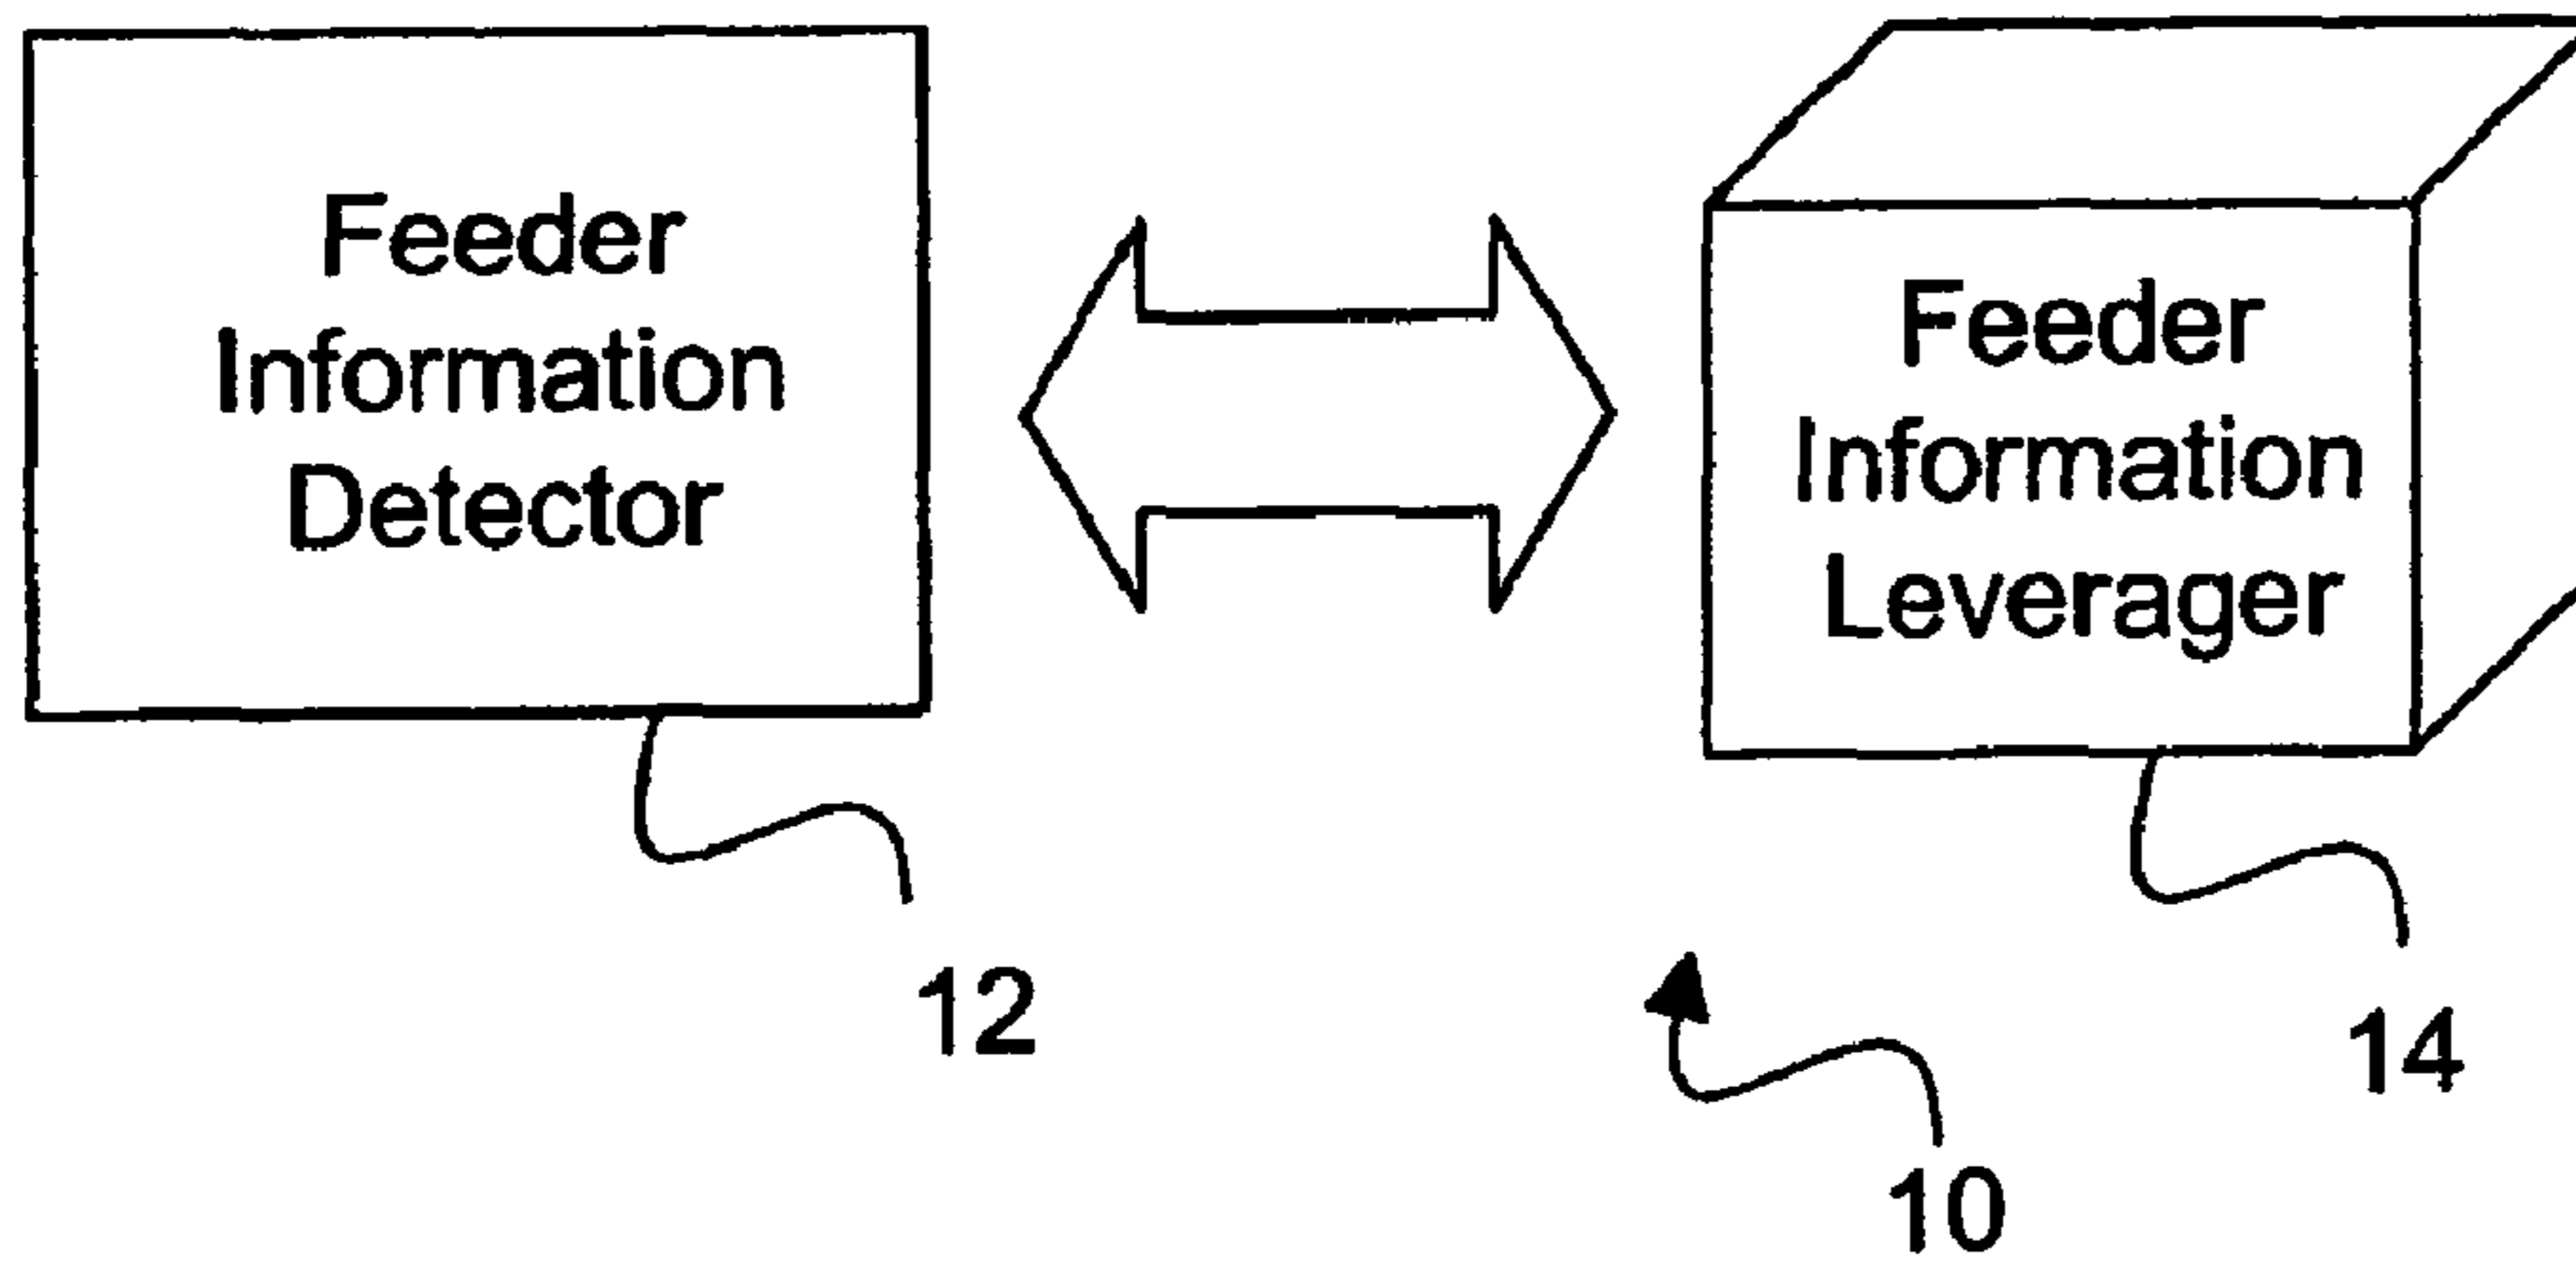 Feeder
Information
Detector
Feeder
Information
Leverager
12
14
10